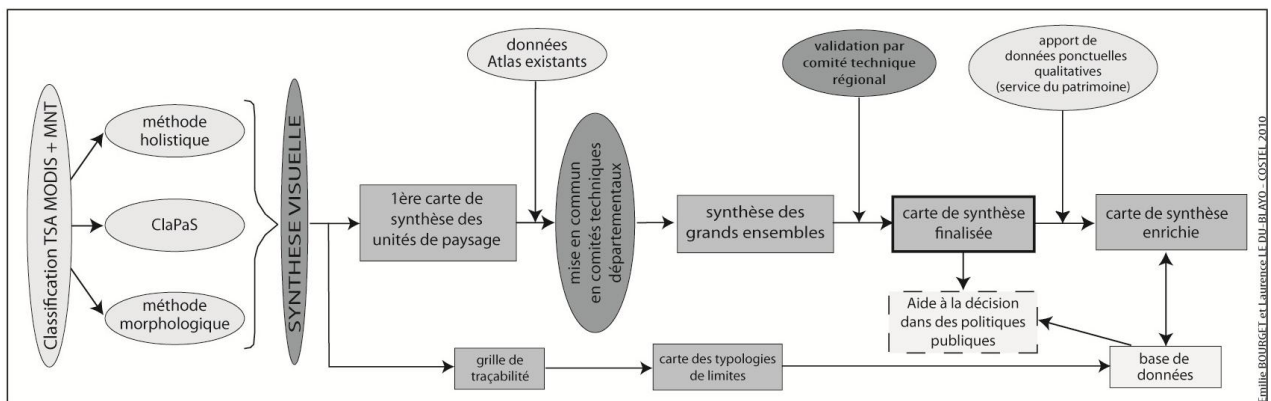 Classification TSA MODIS + MNT
méthode
holistique
ClaPaS
méthode
morphologique
SYNTHESE VISUELLE
1ère carte de
synthèse des
unités de paysage
données
Atlas existants
mise en commun
en comités techniques
départementaux
synthèse des
grands ensembles
validation par
comité technique
régional
carte de synthèse
finalisée
apport de
données ponctuelles
qualitatives
(service du patrimoine)
carte de synthèse
enrichie
Aide à la décision
dans des politiques
publiques
grille de
traçabilité
carte des typologies
de limites
base de
données
Emilie BOURGET et Laurence LE DU-BLAYO - COSTEL 2010